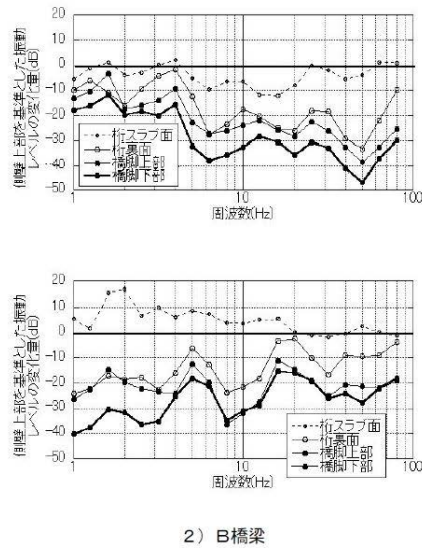 側壁上部を基準とした振動
レベルの変化量(dB)
20
10
0
-10
-20
-30
-40
-50
桁スラブ面
桁裏面
橋脚上部
橋脚下部
1
10
100
周波数(Hz)
側壁上部を基準とした振動
レベルの変化量(dB)
20
10
0
-10
-20
-30
-40
-50
桁スラブ面
桁裏面
橋脚上部
橋脚下部
1
10
100
周波数(Hz)
2）B橋梁